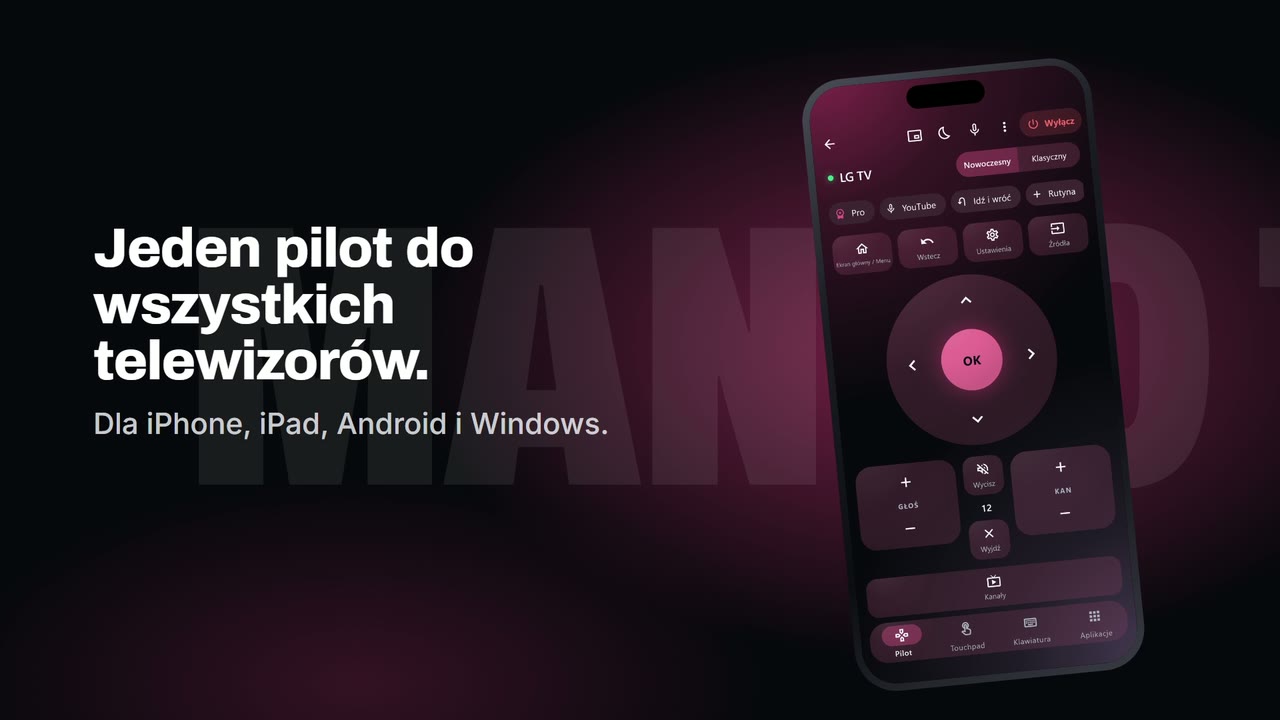 Jeden pilot do
wszystkich
telewizorów.
Dla iPhone, iPad, Android i Windows.
MAN
Wyłącz
LG TV
Nowoczesny Klasyczny
Pro YouTube Idź i wróć Rutyna
Ekran główny / Menu Wstecz Ustawienia Źródła
OK
+ Wycisz +
GŁOŚ 12 KAN
− Wyjdź −
Kanały
Pilot Touchpad Klawiatura Aplikacje